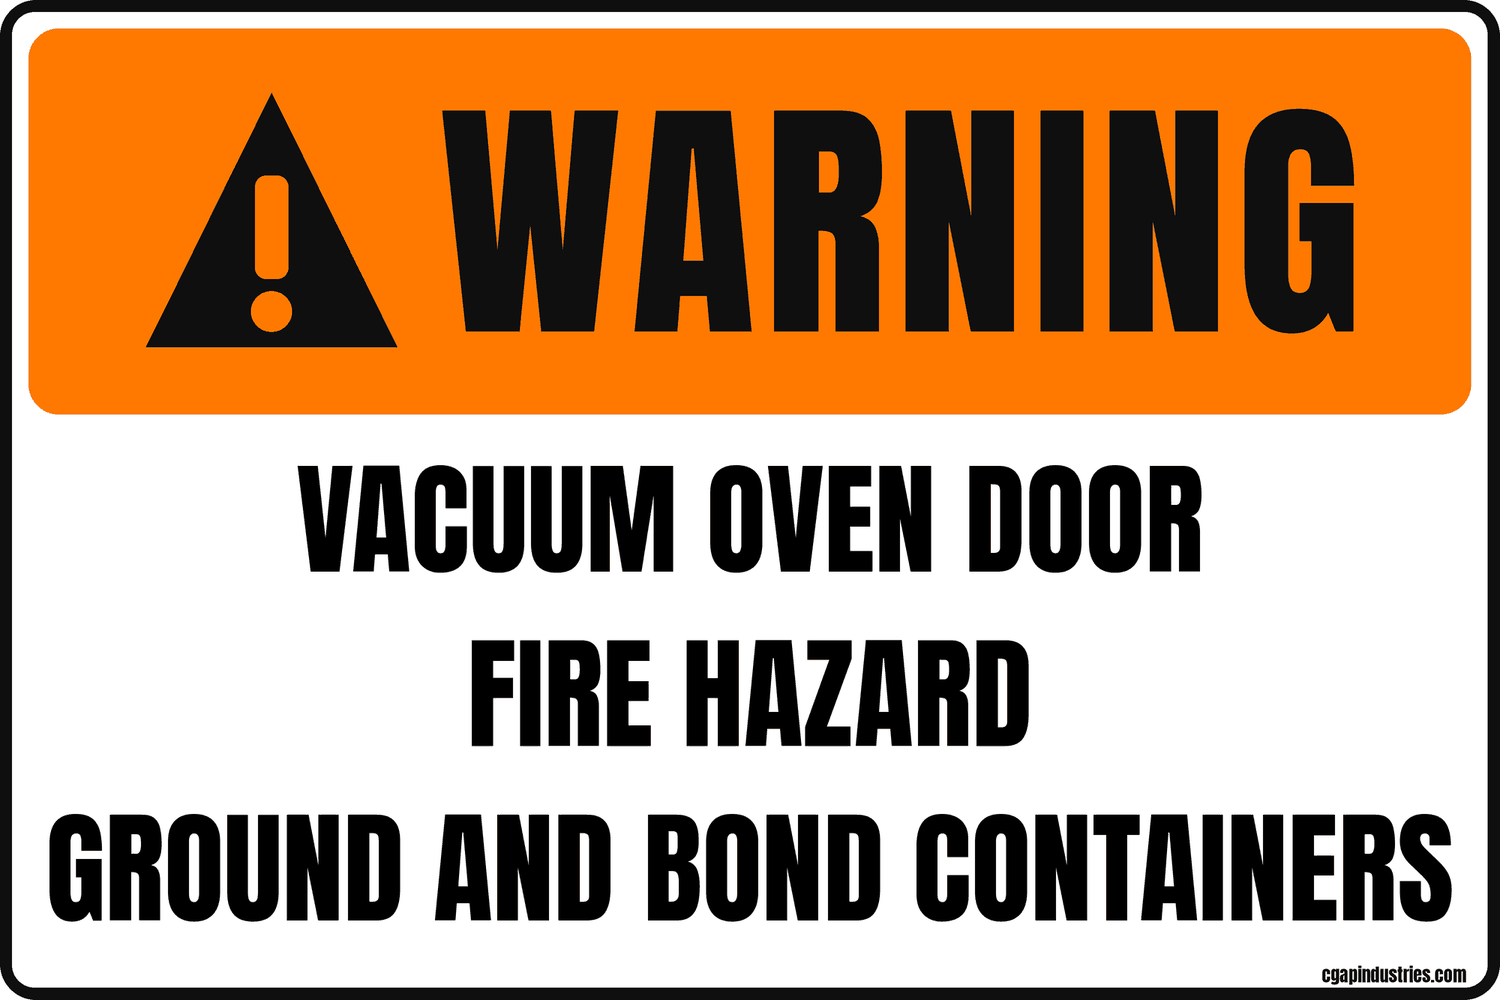 WARNING
VACUUM OVEN DOOR
FIRE HAZARD
GROUND AND BOND CONTAINERS
cgapindustries.com